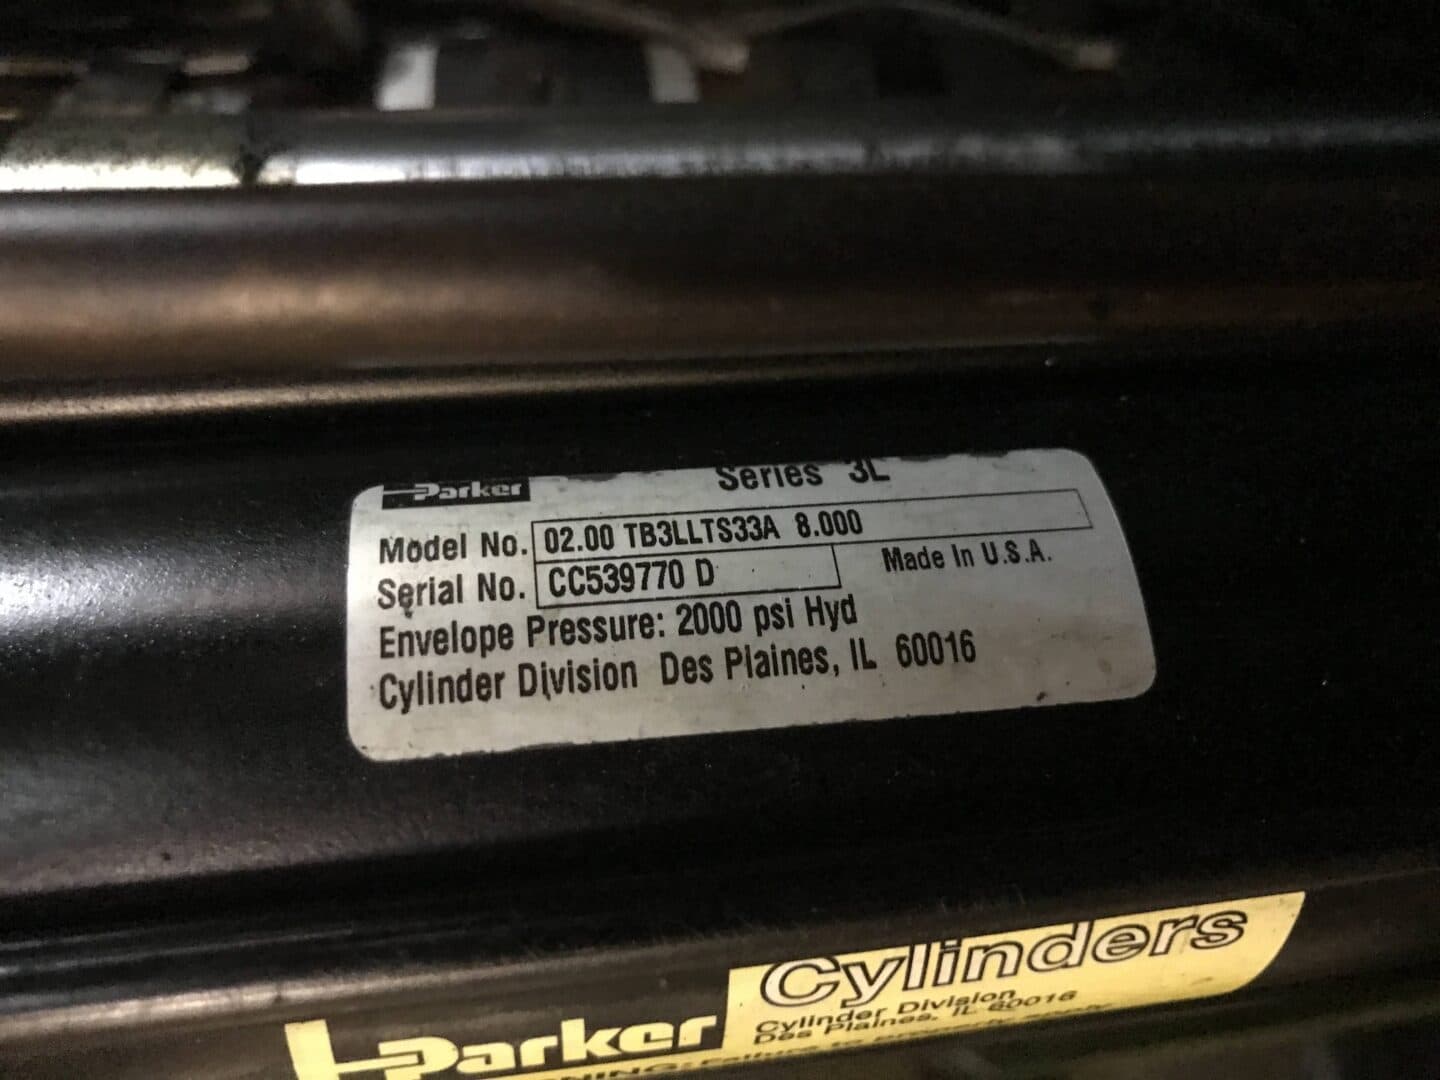 Parker Series 3L
Model No. 02.00 TB3LLTS33A 8.000
Serial No. CC539770 D Made In U.S.A.
Envelope Pressure: 2000 psi Hyd
Cylinder Division Des Plaines, IL 60016
Cylinders
Parker
Cylinder Division
Des Plaines, IL 60016